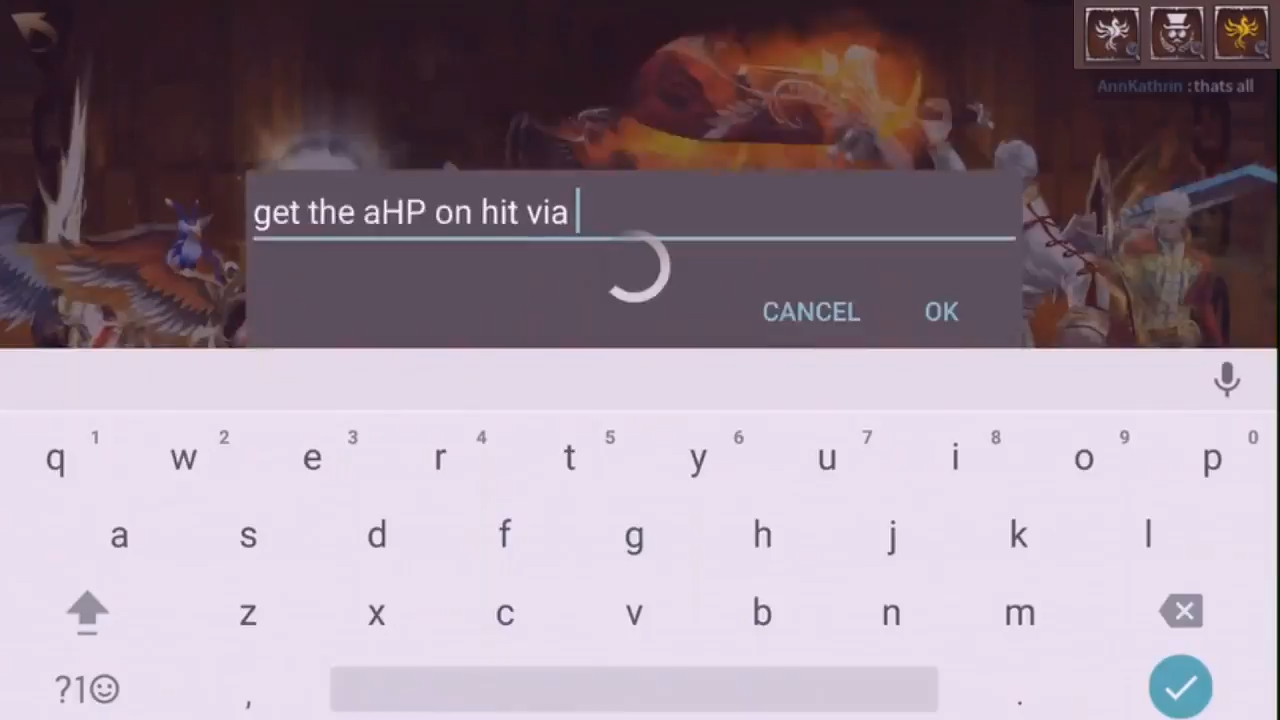 AnnKathrin : thats all
get the aHP on hit via
CANCEL OK
1 2 3 4 5 6 7 8 9 0
q w e r t y u i o p
a s d f g h j k l
z x c v b n m
?1☺ , .